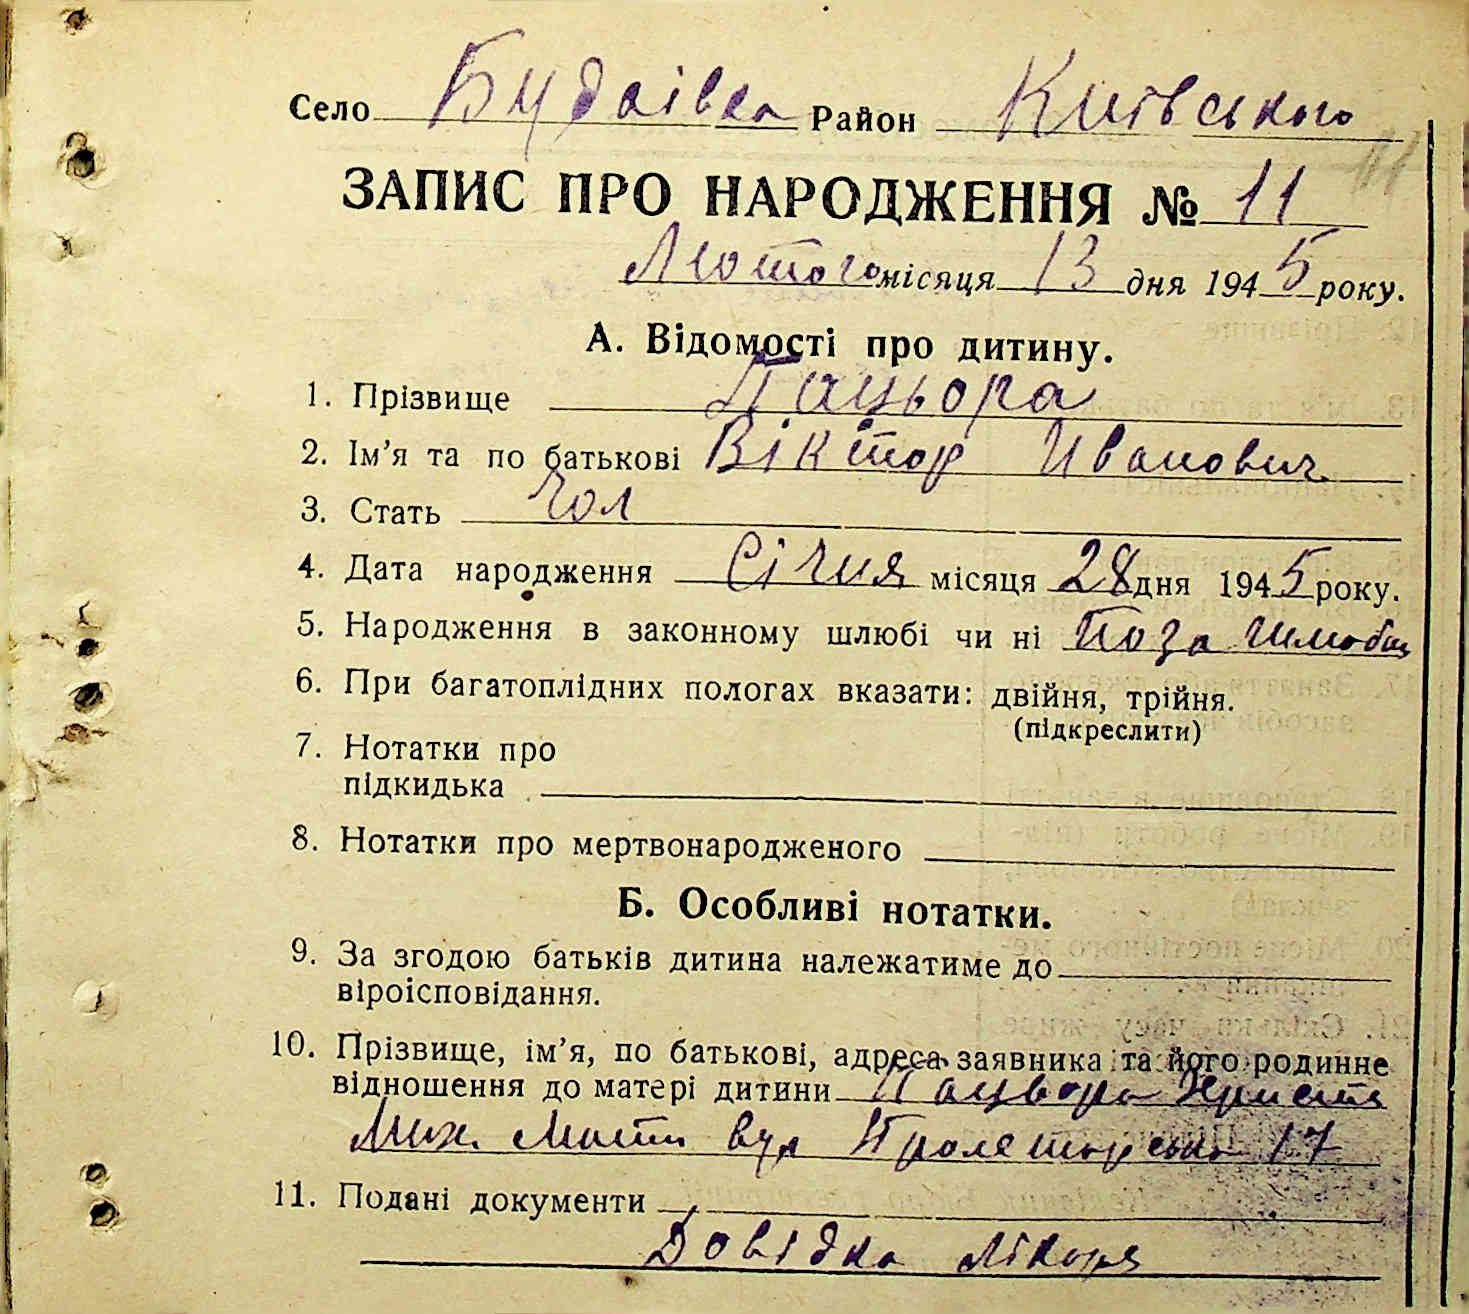 Село Будаївка Район Київського
ЗАПИС ПРО НАРОДЖЕННЯ № 11
Лютого місяця 13 дня 1945 року.
А. Відомості про дитину.
1. Прізвище Пацьора
2. Ім'я та по батькові Віктор Иванович
3. Стать Чол
4. Дата народження Січня місяця 28 дня 1945 року.
5. Народження в законному шлюбі чи ні Поза шлюбом
6. При багатоплідних пологах вказати: двійня, трійня.
(підкреслити)
7. Нотатки про
підкидька
8. Нотатки про мертвонародженого
Б. Особливі нотатки.
9. За згодою батьків дитина належатиме до
віроісповідання.
10. Прізвище, ім'я, по батькові, адреса заявника та його родинне
відношення до матері дитини Пацьора Христя
Мих. Мати вул Пролетарська 17
11. Подані документи
Довідка лікаря